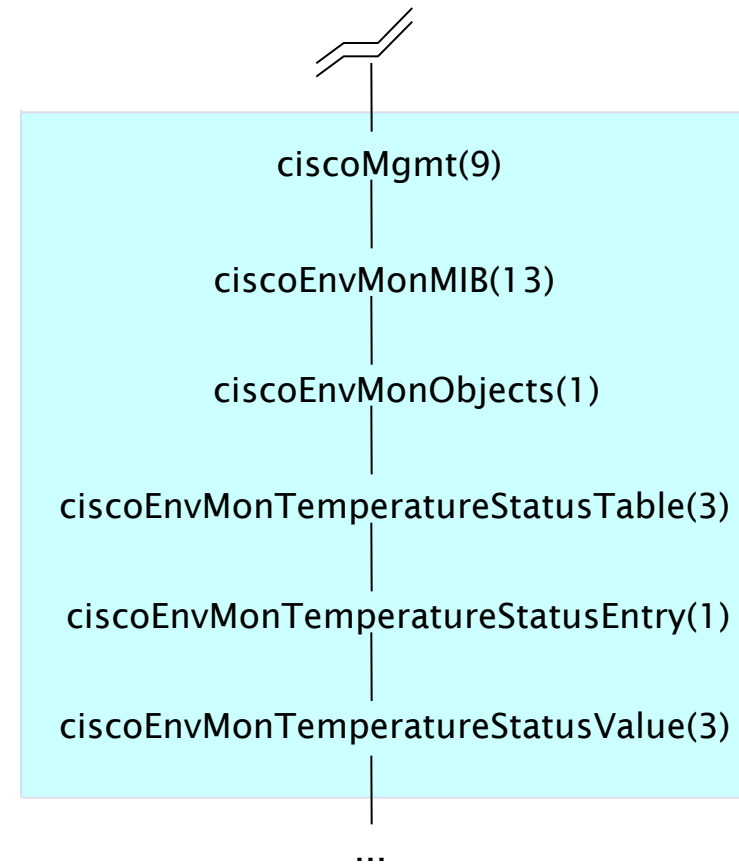 ciscoMgmt(9)
ciscoEnvMonMIB(13)
ciscoEnvMonObjects(1)
ciscoEnvMonTemperatureStatusTable(3)
ciscoEnvMonTemperatureStatusEntry(1)
ciscoEnvMonTemperatureStatusValue(3)
...